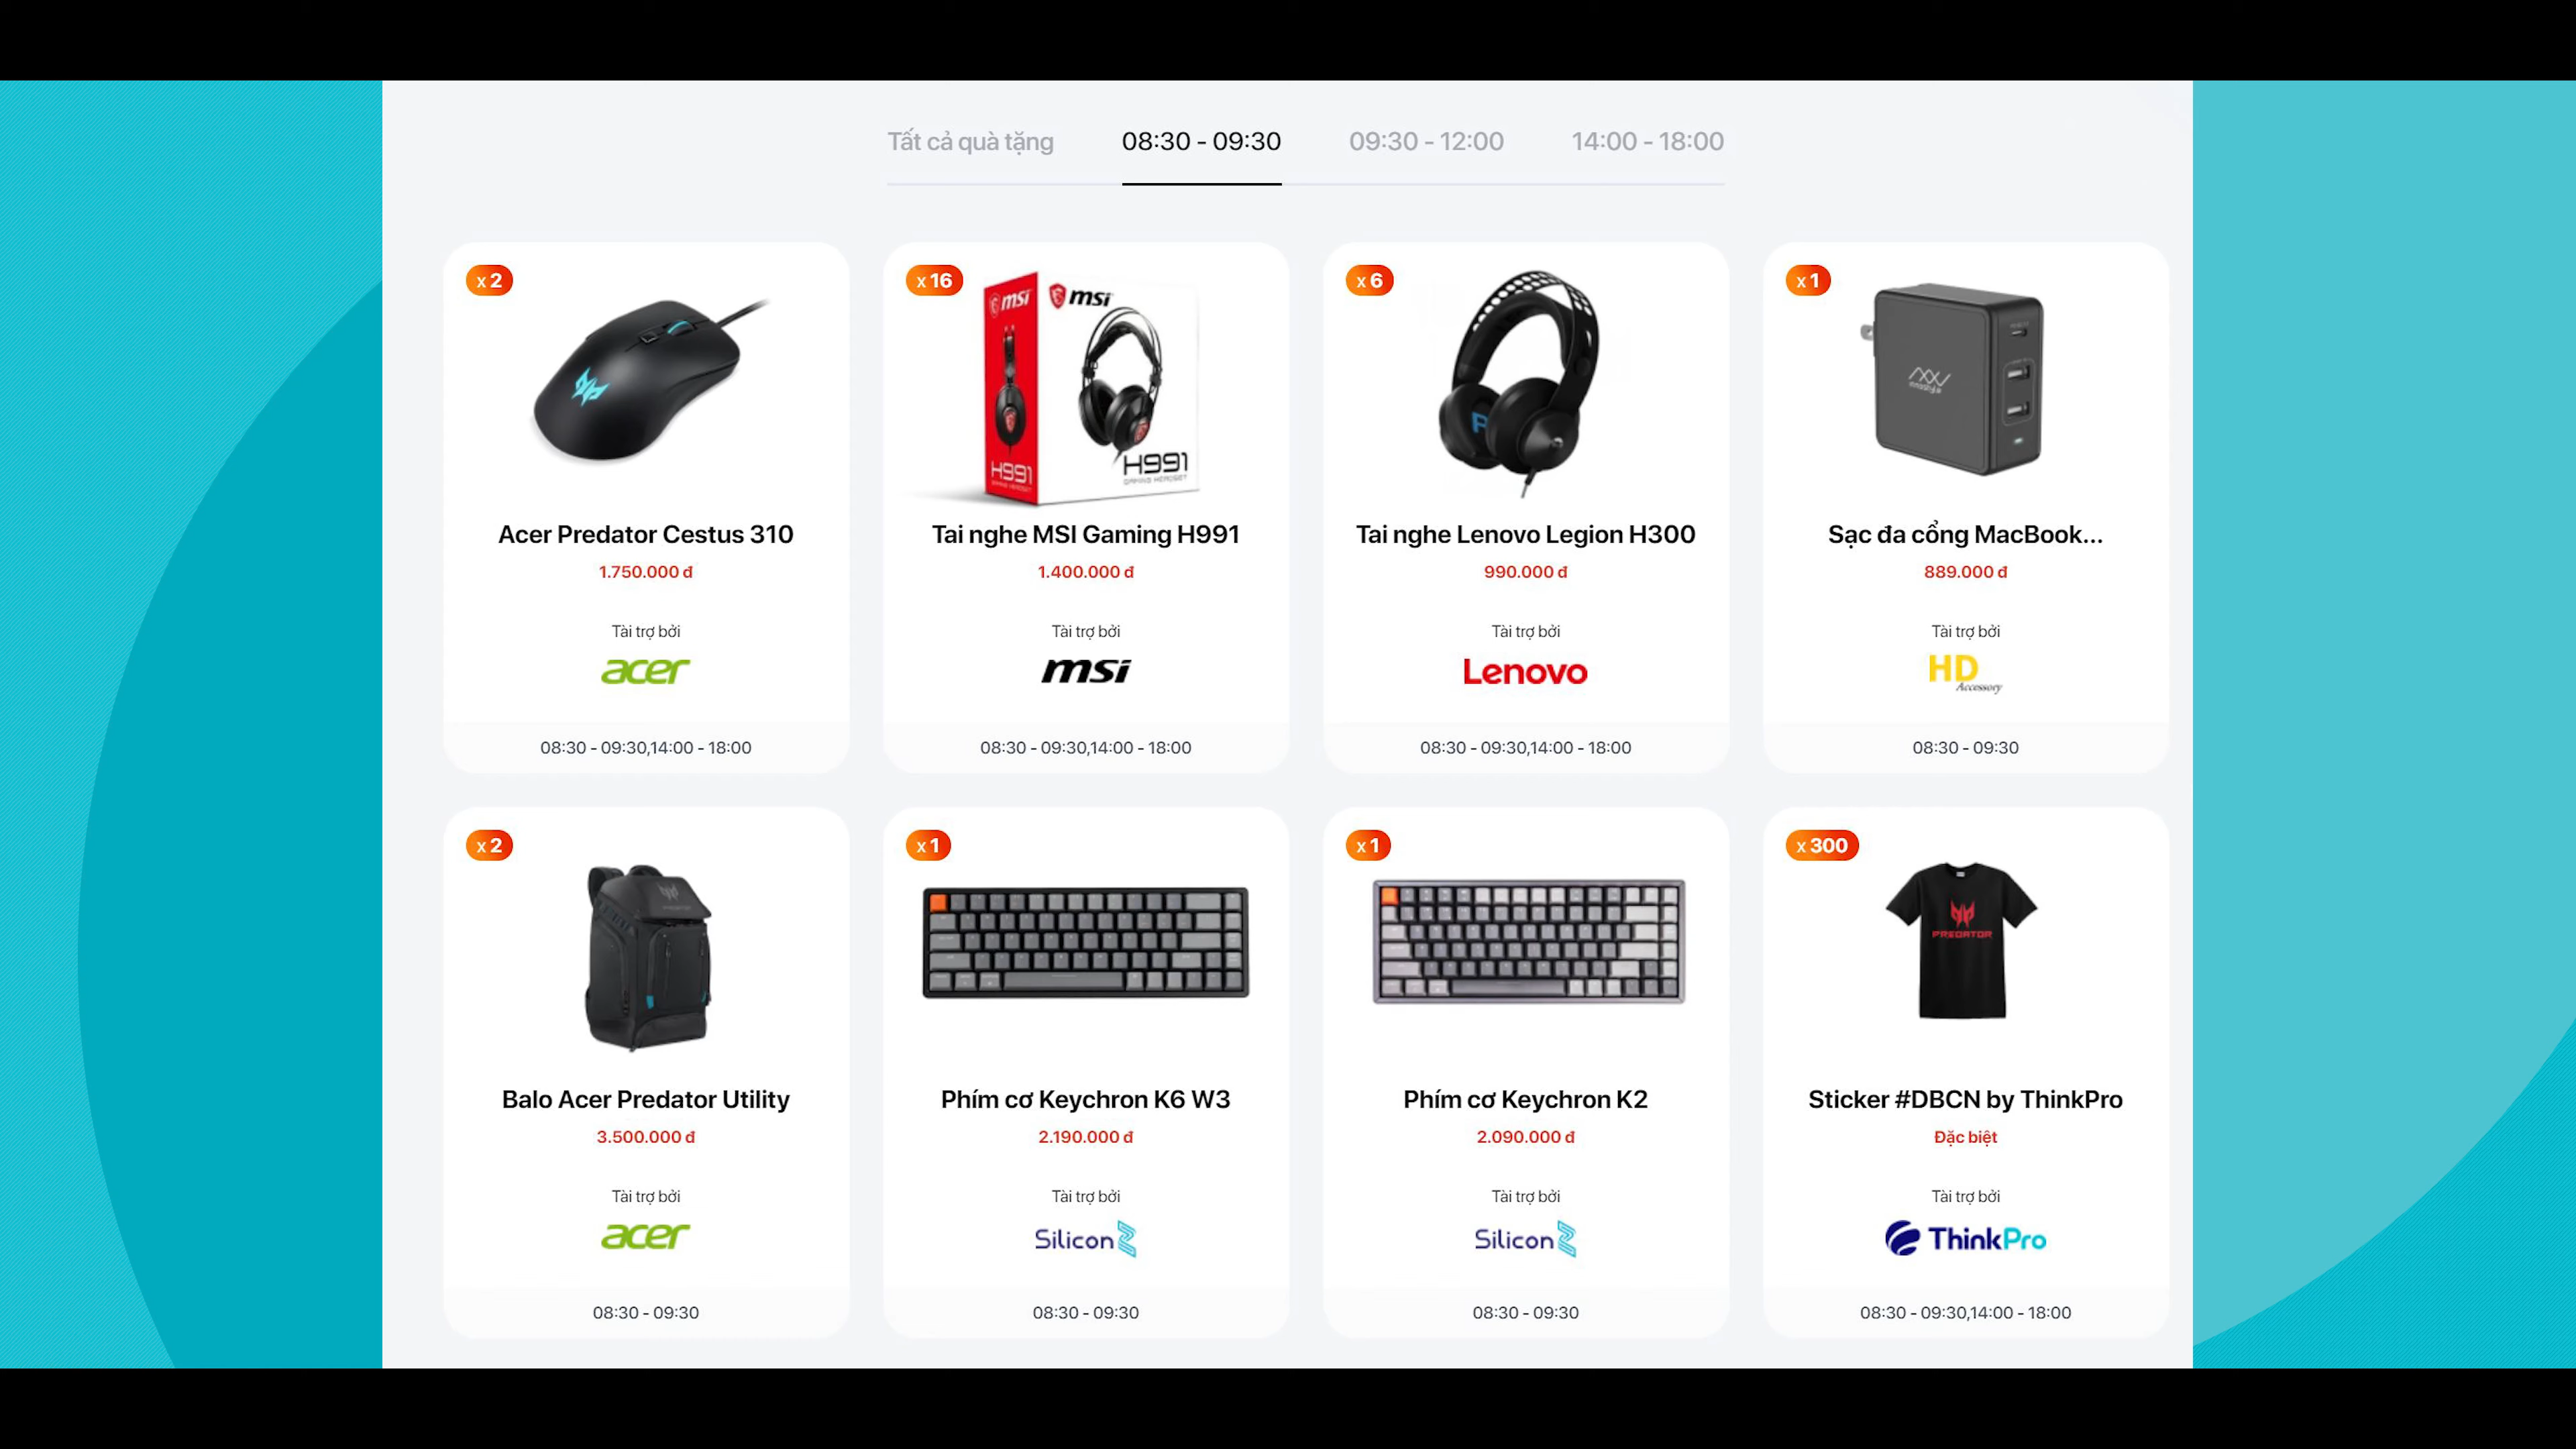 Tất cả quà tặng
08:30 - 09:30
09:30 - 12:00
14:00 - 18:00
x 2
Acer Predator Cestus 310
1.750.000 đ
Tài trợ bởi
acer
08:30 - 09:30,14:00 - 18:00
x 16
msi
msi
H991
GAMING HEADSET
H991
GAMING HEADSET
Tai nghe MSI Gaming H991
1.400.000 đ
Tài trợ bởi
msi
08:30 - 09:30,14:00 - 18:00
x 6
Tai nghe Lenovo Legion H300
990.000 đ
Tài trợ bởi
Lenovo
08:30 - 09:30,14:00 - 18:00
x 1
Sạc đa cổng MacBook...
889.000 đ
Tài trợ bởi
HD
Accessory
08:30 - 09:30
x 2
Balo Acer Predator Utility
3.500.000 đ
Tài trợ bởi
acer
08:30 - 09:30
x 1
Phím cơ Keychron K6 W3
2.190.000 đ
Tài trợ bởi
SiliconZ
08:30 - 09:30
x 1
Phím cơ Keychron K2
2.090.000 đ
Tài trợ bởi
SiliconZ
08:30 - 09:30
x 300
PREDATOR
Sticker #DBCN by ThinkPro
Đặc biệt
Tài trợ bởi
ThinkPro
08:30 - 09:30,14:00 - 18:00